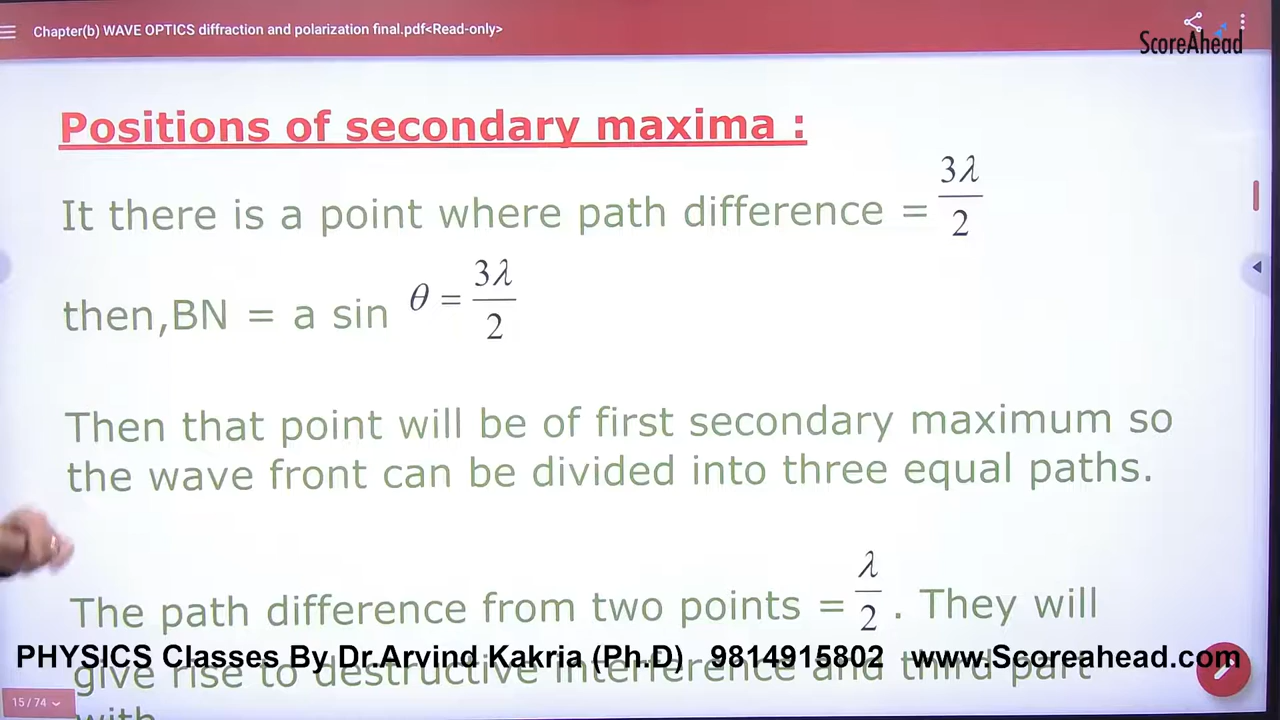 Chapter(b) WAVE OPTICS diffraction and polarization final.pdf<Read-only>
ScoreAhead
Positions of secondary maxima :
It there is a point where path difference = 3λ/2
then,BN = a sin θ = 3λ/2
Then that point will be of first secondary maximum so
the wave front can be divided into three equal paths.
The path difference from two points = λ/2 . They will
PHYSICS Classes By Dr.Arvind Kakria (Ph.D) 9814915802 www.Scoreahead.com
give rise to destructive interference and third part
15 / 74
with